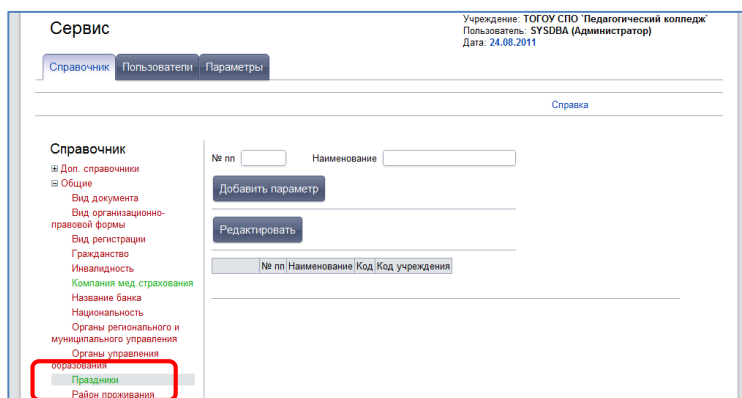 Сервис
Учреждение: ТОГОУ СПО `Педагогический колледж`
Пользователь: SYSDBA (Администратор)
Дата: 24.08.2011
Справочник Пользователи Параметры
Справка
Справочник
Доп. справочники
Общие
Вид документа
Вид организационно-
правовой формы
Вид регистрации
Гражданство
Инвалидность
Компания мед.страхования
Название банка
Национальность
Органы регионального и
муниципального управления
Органы управления
образования
Праздники
Район проживания
№ пп Наименование
Добавить параметр
Редактировать
№ пп Наименование Код Код учреждения